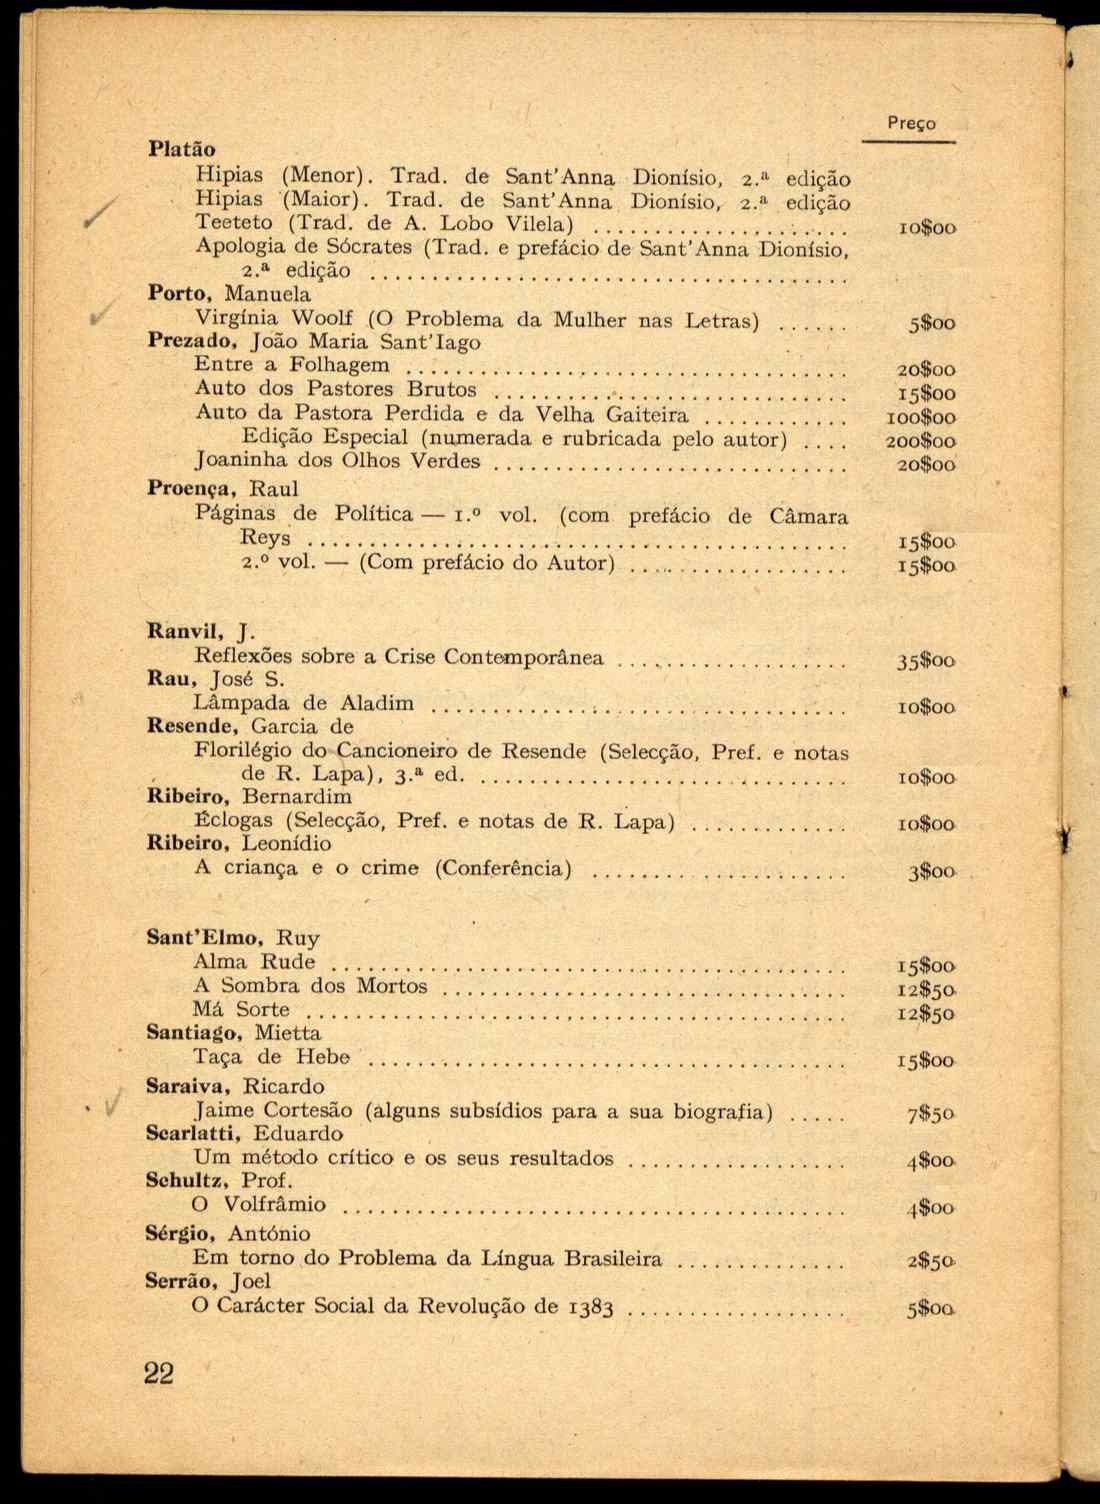 Preço
Platão
Hipias (Menor). Trad. de Sant'Anna Dionísio, 2.ª edição
Hipias (Maior). Trad. de Sant'Anna Dionísio, 2.ª edição
Teeteto (Trad. de A. Lobo Vilela) .................... 10$00
Apologia de Sócrates (Trad. e prefácio de Sant'Anna Dionísio,
2.ª edição .......................................
Porto, Manuela
Virgínia Woolf (O Problema da Mulher nas Letras) ...... 5$00
Prezado, João Maria Sant'Iago
Entre a Folhagem .................................... 20$00
Auto dos Pastores Brutos ............................. 15$00
Auto da Pastora Perdida e da Velha Gaiteira ............ 100$00
Edição Especial (numerada e rubricada pelo autor) .... 200$00
Joaninha dos Olhos Verdes ............................. 20$00
Proença, Raul
Páginas de Política — 1.º vol. (com prefácio de Câmara
Reys ............................................ 15$00
2.º vol. — (Com prefácio do Autor) .................. 15$00
Ranvil, J.
Reflexões sobre a Crise Contemporânea ................... 35$00
Rau, José S.
Lâmpada de Aladim .................................. 10$00
Resende, Garcia de
Florilégio do Cancioneiro de Resende (Selecção, Pref. e notas
de R. Lapa), 3.ª ed. .............................. 10$00
Ribeiro, Bernardim
Éclogas (Selecção, Pref. e notas de R. Lapa) ............. 10$00
Ribeiro, Leonídio
A criança e o crime (Conferência) ..................... 3$00
Sant'Elmo, Ruy
Alma Rude .......................................... 15$00
A Sombra dos Mortos ................................. 12$50
Má Sorte ............................................ 12$50
Santiago, Mietta
Taça de Hebe ....................................... 15$00
Saraiva, Ricardo
Jaime Cortesão (alguns subsídios para a sua biografia) ..... 7$50
Scarlatti, Eduardo
Um método crítico e os seus resultados .................. 4$00
Schultz, Prof.
O Volfrâmio ......................................... 4$00
Sérgio, António
Em torno do Problema da Língua Brasileira .............. 2$50
Serrão, Joel
O Carácter Social da Revolução de 1383 .................. 5$00
22